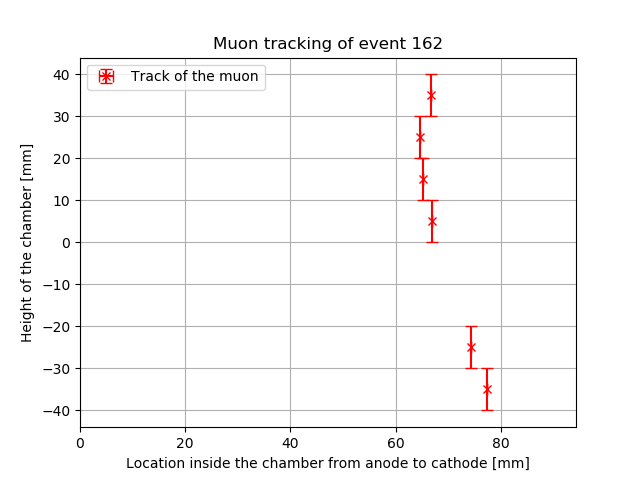 Muon tracking of event 162
Track of the muon
Height of the chamber [mm]
40
30
20
10
0
−10
−20
−30
−40
0 20 40 60 80
Location inside the chamber from anode to cathode [mm]